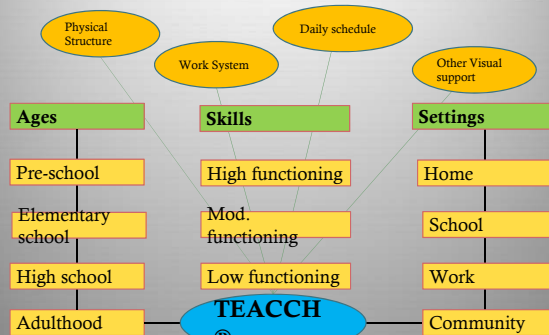 Physical
Structure
Daily schedule
Work System
Other Visual
support
Ages
Skills
Settings
Pre-school
High functioning
Home
Elementary
school
Mod.
functioning
School
High school
Low functioning
Work
TEACCH
®
Adulthood
Community